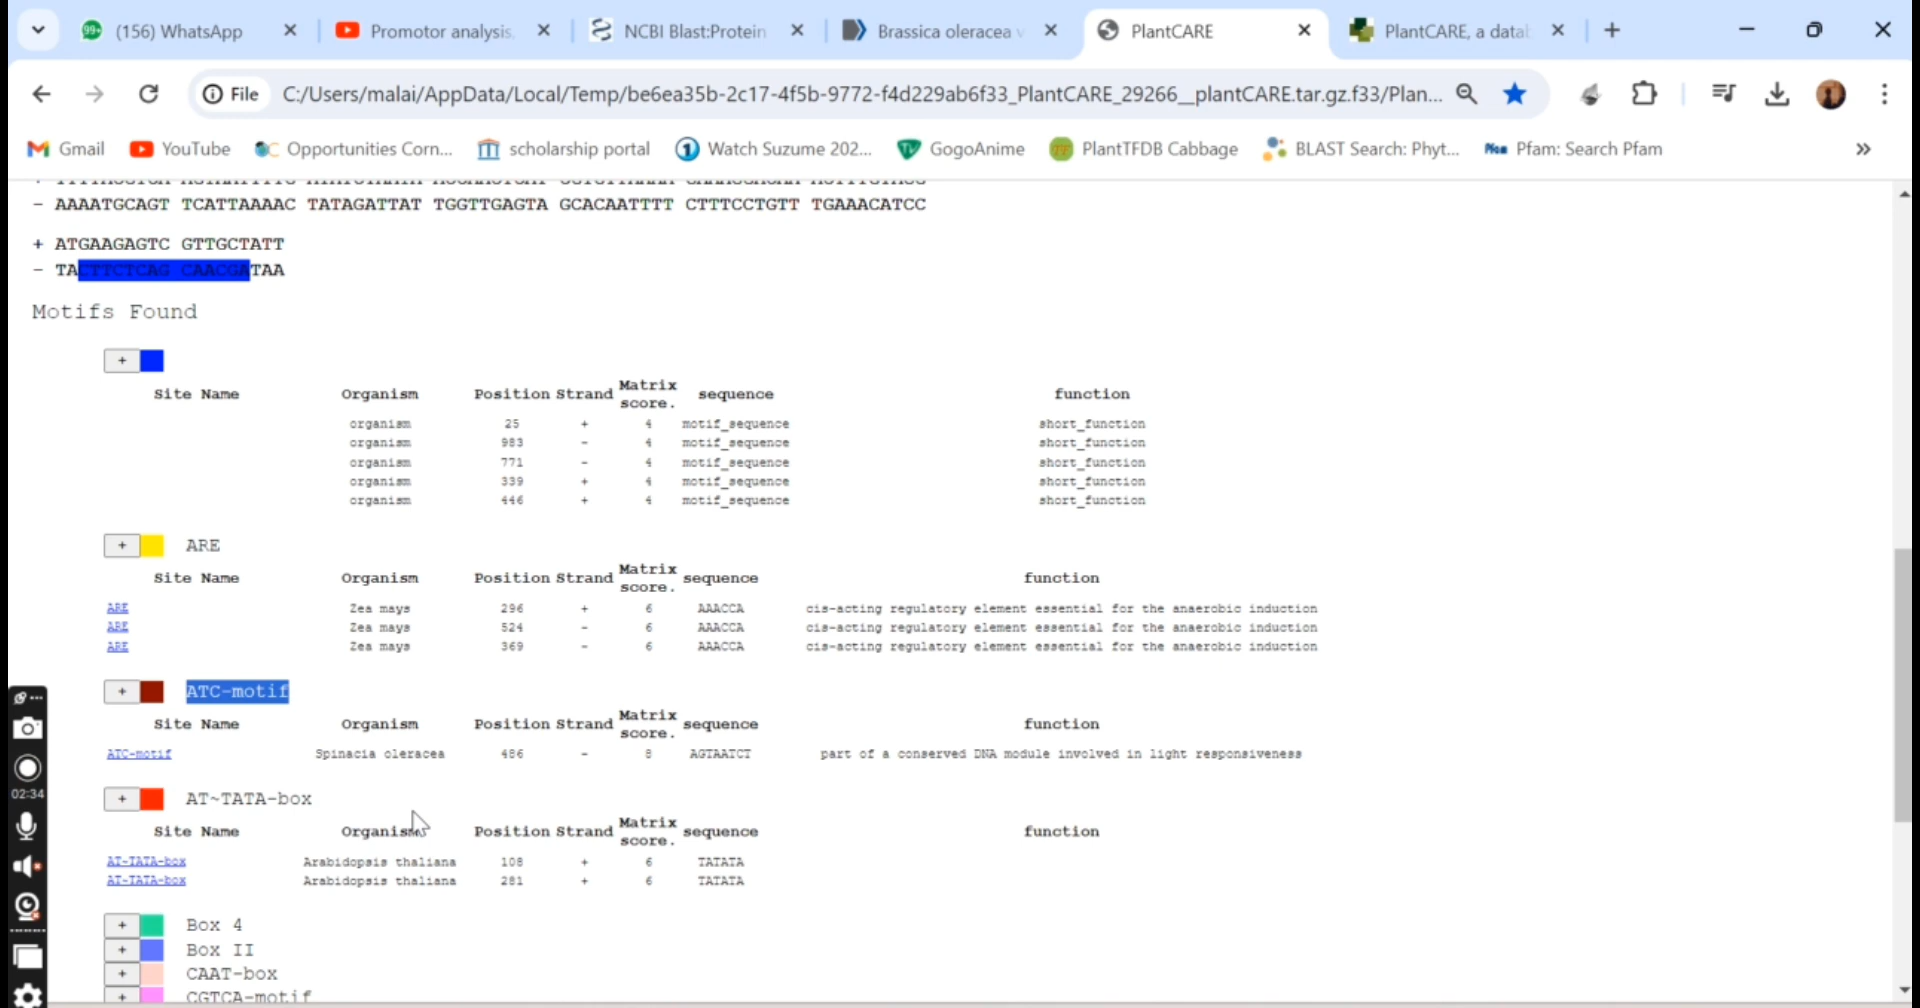 99+ (156) WhatsApp Promotor analysis, NCBI Blast:Protein Brassica oleracea v PlantCARE PlantCARE, a datab
File C:/Users/malai/AppData/Local/Temp/be6ea35b-2c17-4f5b-9772-f4d229ab6f33_PlantCARE_29266__plantCARE.tar.gz.f33/Plan...
Gmail YouTube Opportunities Corn... scholarship portal Watch Suzume 202... GogoAnime PlantTFDB Cabbage BLAST Search: Phyt... Pfam: Search Pfam »
- AAAATGCAGT TCATTAAAAC TATAGATTAT TGGTTGAGTA GCACAATTTT CTTTCCTGTT TGAAACATCC
+ ATGAAGAGTC GTTGCTATT
- TACTTCTCAG CAACGATAA
Motifs Found
+
Site Name Organism Position Strand Matrix score. sequence function
organism 25 + 4 motif_sequence short_function
organism 983 - 4 motif_sequence short_function
organism 771 - 4 motif_sequence short_function
organism 339 + 4 motif_sequence short_function
organism 446 + 4 motif_sequence short_function
+ ARE
Site Name Organism Position Strand Matrix score. sequence function
ARE Zea mays 296 + 6 AAACCA cis-acting regulatory element essential for the anaerobic induction
ARE Zea mays 524 - 6 AAACCA cis-acting regulatory element essential for the anaerobic induction
ARE Zea mays 369 - 6 AAACCA cis-acting regulatory element essential for the anaerobic induction
+ ATC-motif
Site Name Organism Position Strand Matrix score. sequence function
ATC-motif Spinacia oleracea 486 - 8 AGTAATCT part of a conserved DNA module involved in light responsiveness
+ AT~TATA-box
Site Name Organism Position Strand Matrix score. sequence function
AT~TATA-box Arabidopsis thaliana 108 + 6 TATATA
AT~TATA-box Arabidopsis thaliana 281 + 6 TATATA
+ Box 4
+ Box II
+ CAAT-box
+ CGTCA-motif
02:34